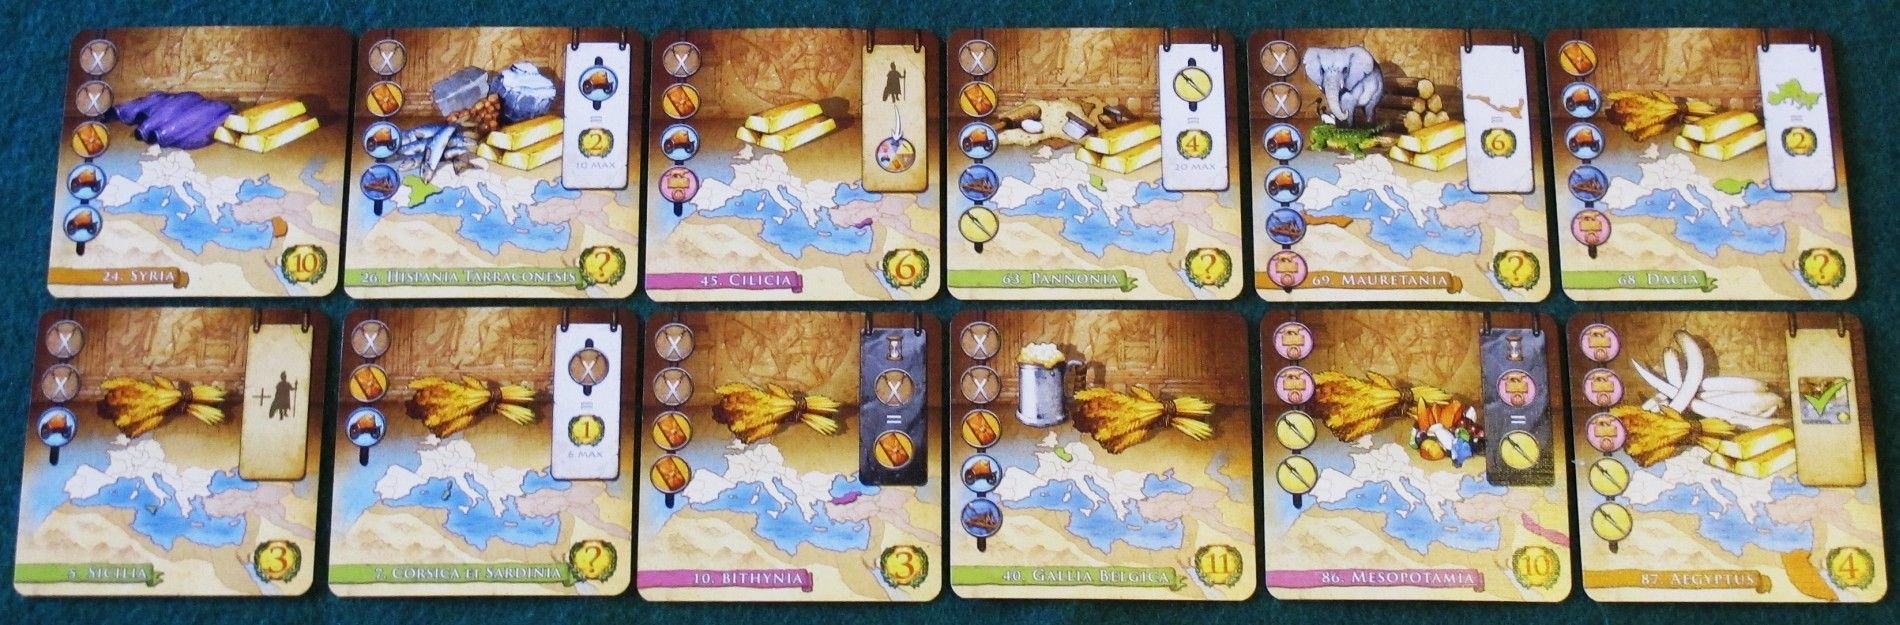 10
24. SYRIA
2
10 MAX
?
26. HISPANIA TARRACONESIS
6
45. CILICIA
4
20 MAX
?
63. PANNONIA
6
?
69. MAURETANIA
2
?
68. DACIA
+
3
5. SICILIA
1
6 MAX
?
7. CORSICA ET SARDINIA
3
10. BITHYNIA
11
40. GALLIA BELGICA
10
86. MESOPOTAMIA
4
87. AEGYPTUS